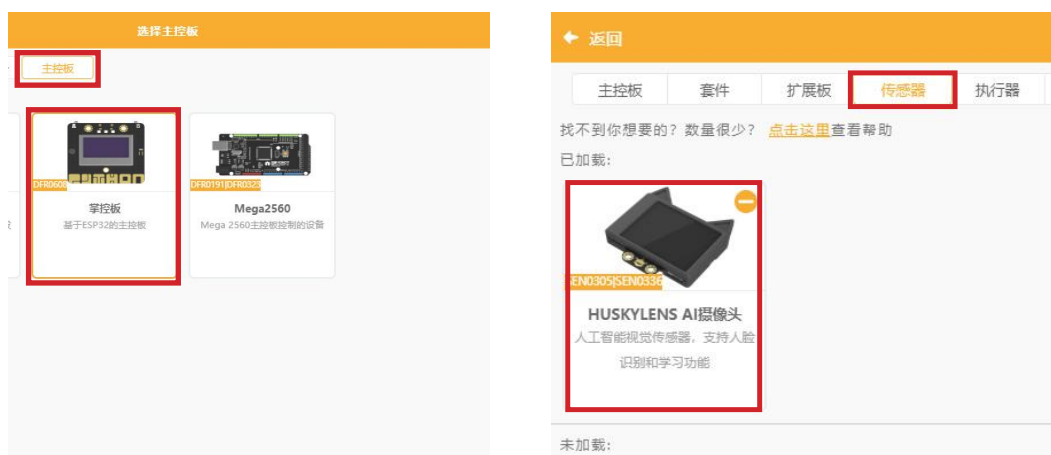 选择主控板
主控板
DFR0608
掌控板
基于ESP32的主控板
DFR0191|DFR0323
Mega2560
Mega 2560主控板控制的设备
返回
主控板 套件 扩展板 传感器 执行器
找不到你想要的？数量很少？ 点击这里查看帮助
已加载：
SEN0305|SEN0336
HUSKYLENS AI摄像头
人工智能视觉传感器，支持人脸
识别和学习功能
未加载：